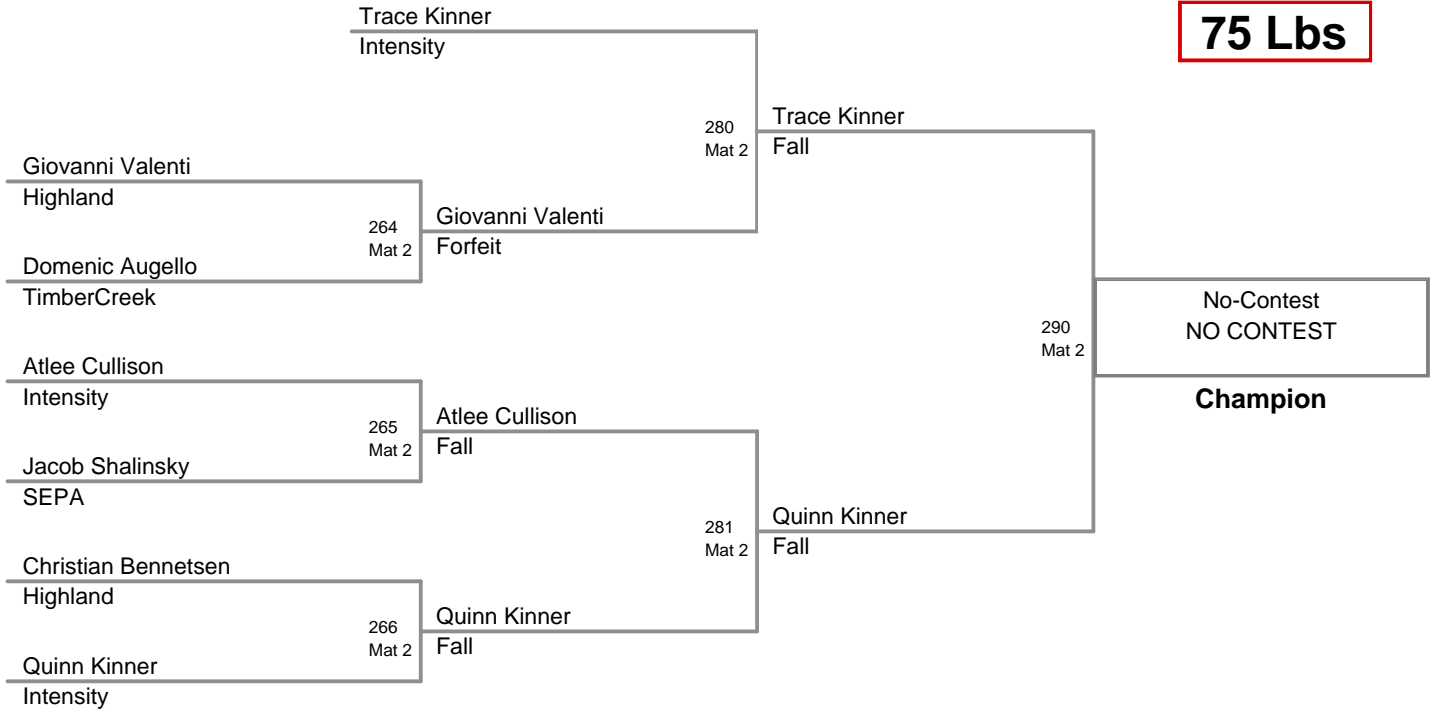 Trace Kinner
Intensity
75 Lbs
280
Mat 2
Trace Kinner
Fall
Giovanni Valenti
Highland
264
Mat 2
Giovanni Valenti
Forfeit
Domenic Augello
TimberCreek
290
Mat 2
No-Contest
NO CONTEST
Champion
Atlee Cullison
Intensity
265
Mat 2
Atlee Cullison
Fall
Jacob Shalinsky
SEPA
281
Mat 2
Quinn Kinner
Fall
Christian Bennetsen
Highland
266
Mat 2
Quinn Kinner
Fall
Quinn Kinner
Intensity